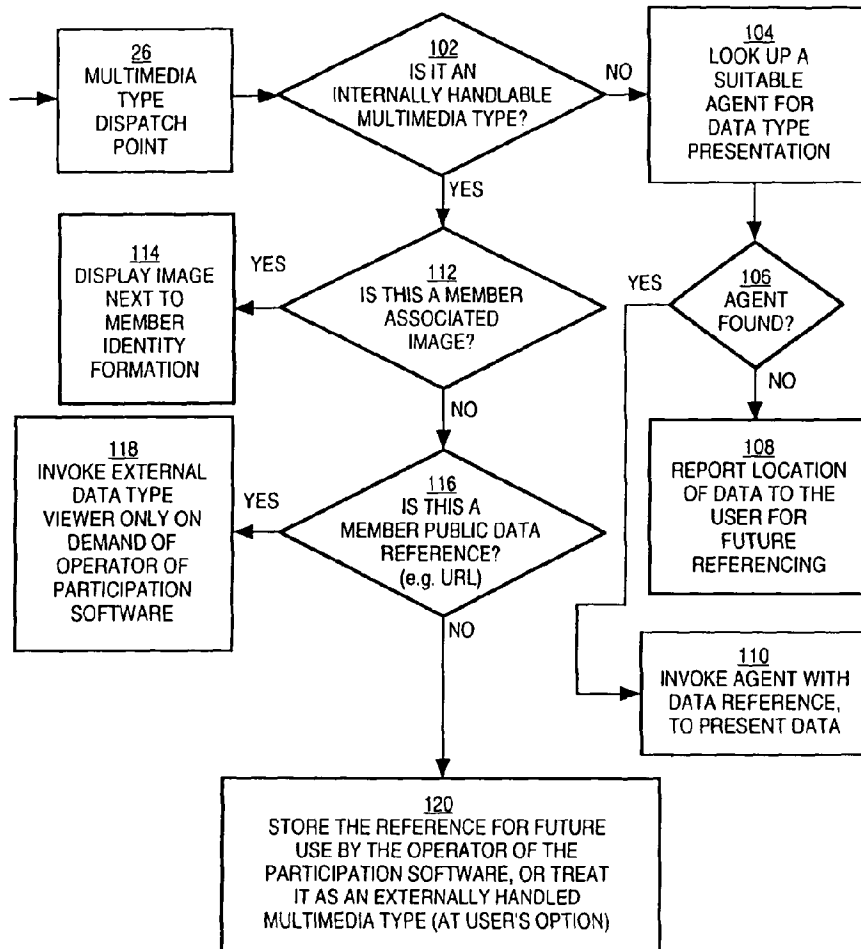 26
MULTIMEDIA
TYPE
DISPATCH
POINT
102
IS IT AN
INTERNALLY HANDLABLE
MULTIMEDIA TYPE?
NO
104
LOOK UP A
SUITABLE
AGENT FOR
DATA TYPE
PRESENTATION
YES
114
DISPLAY IMAGE
NEXT TO
MEMBER
IDENTITY
FORMATION
YES
112
IS THIS A MEMBER
ASSOCIATED
IMAGE?
YES
106
AGENT
FOUND?
NO
NO
118
INVOKE EXTERNAL
DATA TYPE
VIEWER ONLY ON
DEMAND OF
OPERATOR OF
PARTICIPATION
SOFTWARE
YES
116
IS THIS A
MEMBER PUBLIC DATA
REFERENCE?
(e.g. URL)
108
REPORT LOCATION
OF DATA TO THE
USER FOR
FUTURE
REFERENCING
NO
110
INVOKE AGENT WITH
DATA REFERENCE,
TO PRESENT DATA
120
STORE THE REFERENCE FOR FUTURE
USE BY THE OPERATOR OF THE
PARTICIPATION SOFTWARE, OR TREAT
IT AS AN EXTERNALLY HANDLED
MULTIMEDIA TYPE (AT USER'S OPTION)